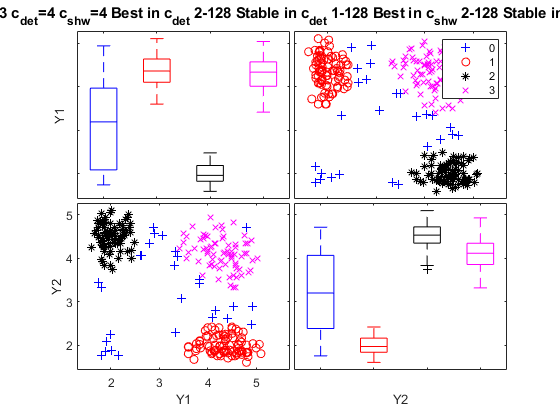 3 c_det=4 c_shw=4 Best in c_det 2-128 Stable in c_det 1-128 Best in c_shw 2-128 Stable in
Y1
0
1
2
3
5
4
3
2
Y2
2 3 4 5
Y1 Y2